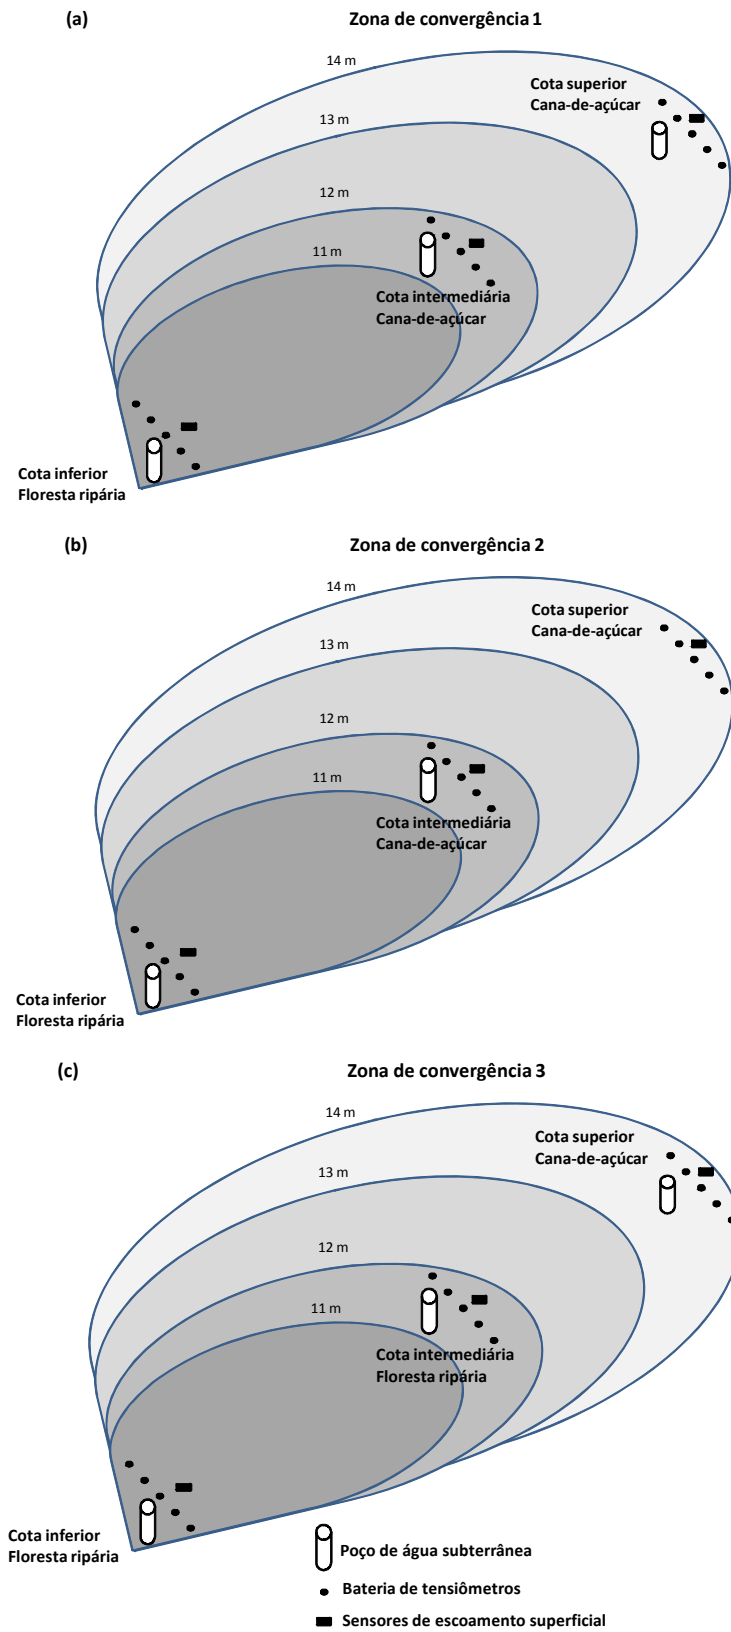 (a)
Zona de convergência 1
14 m
Cota superior
Cana-de-açúcar
13 m
12 m
11 m
Cota intermediária
Cana-de-açúcar
Cota inferior
Floresta ripária
(b)
Zona de convergência 2
14 m
Cota superior
Cana-de-açúcar
13 m
12 m
11 m
Cota intermediária
Cana-de-açúcar
Cota inferior
Floresta ripária
(c)
Zona de convergência 3
14 m
Cota superior
Cana-de-açúcar
13 m
12 m
11 m
Cota intermediária
Floresta ripária
Cota inferior
Floresta ripária
Poço de água subterrânea
Bateria de tensiômetros
Sensores de escoamento superficial